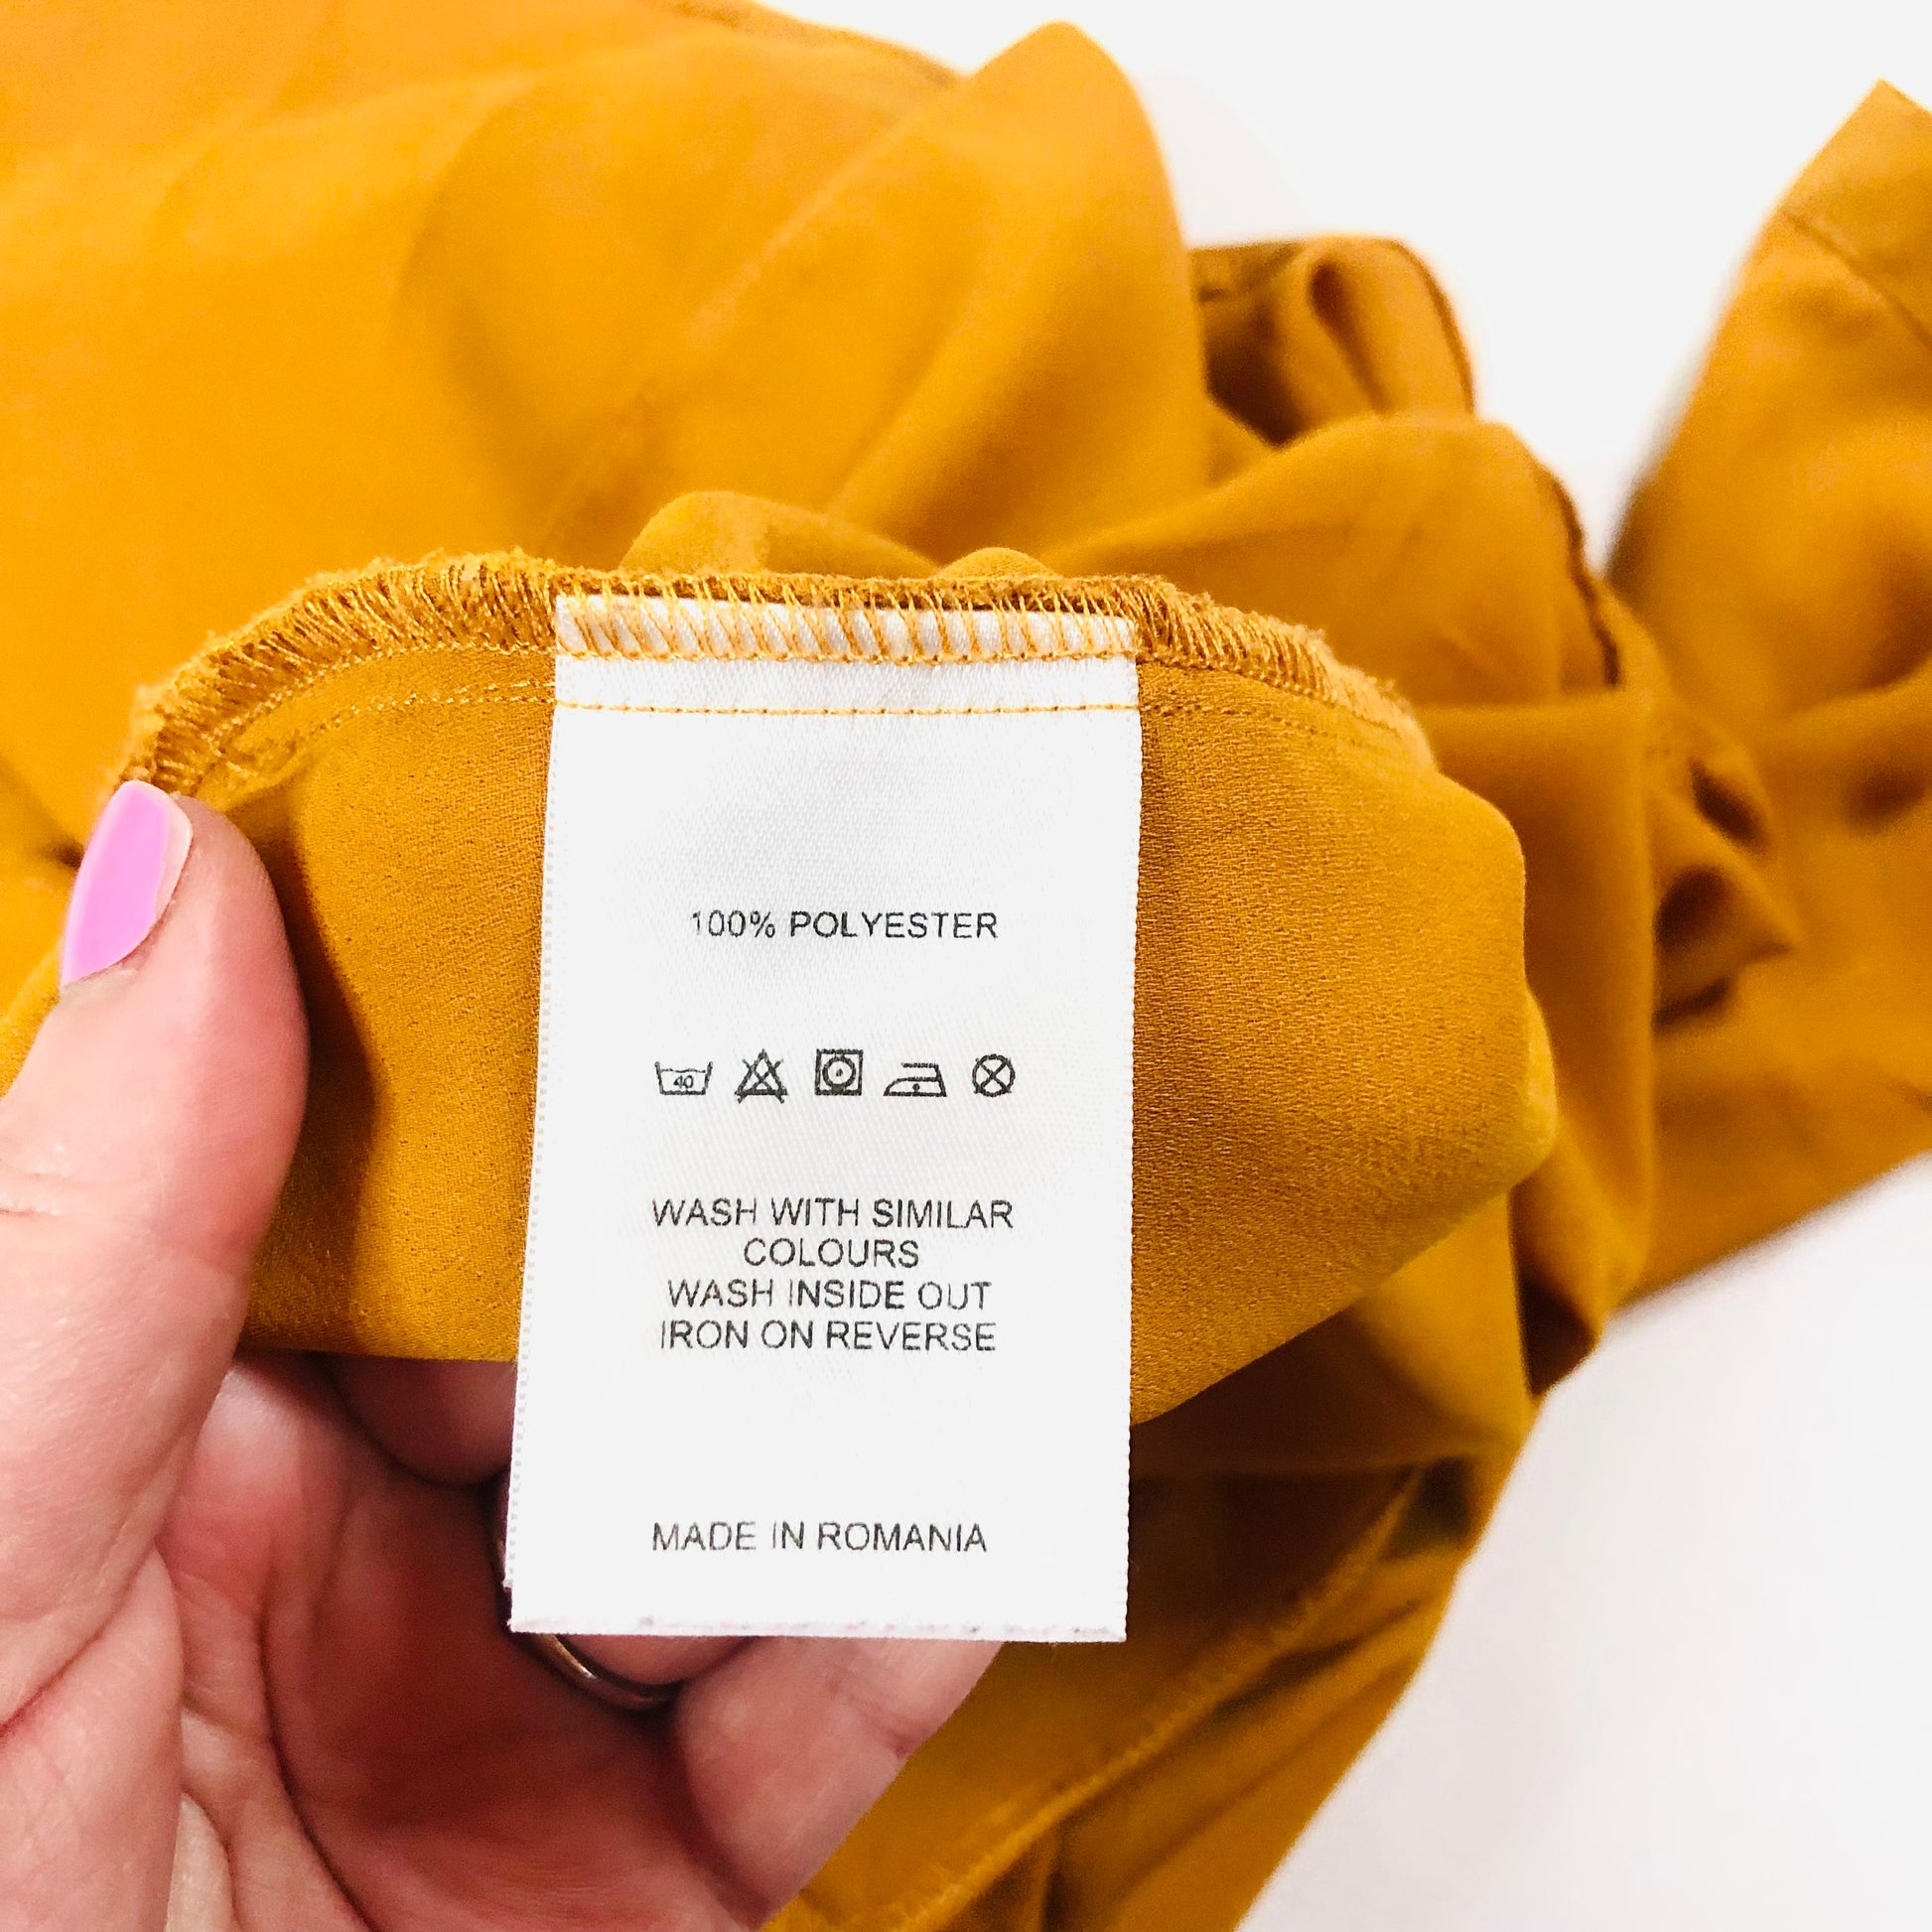 100% POLYESTER
40
WASH WITH SIMILAR
COLOURS
WASH INSIDE OUT
IRON ON REVERSE
MADE IN ROMANIA